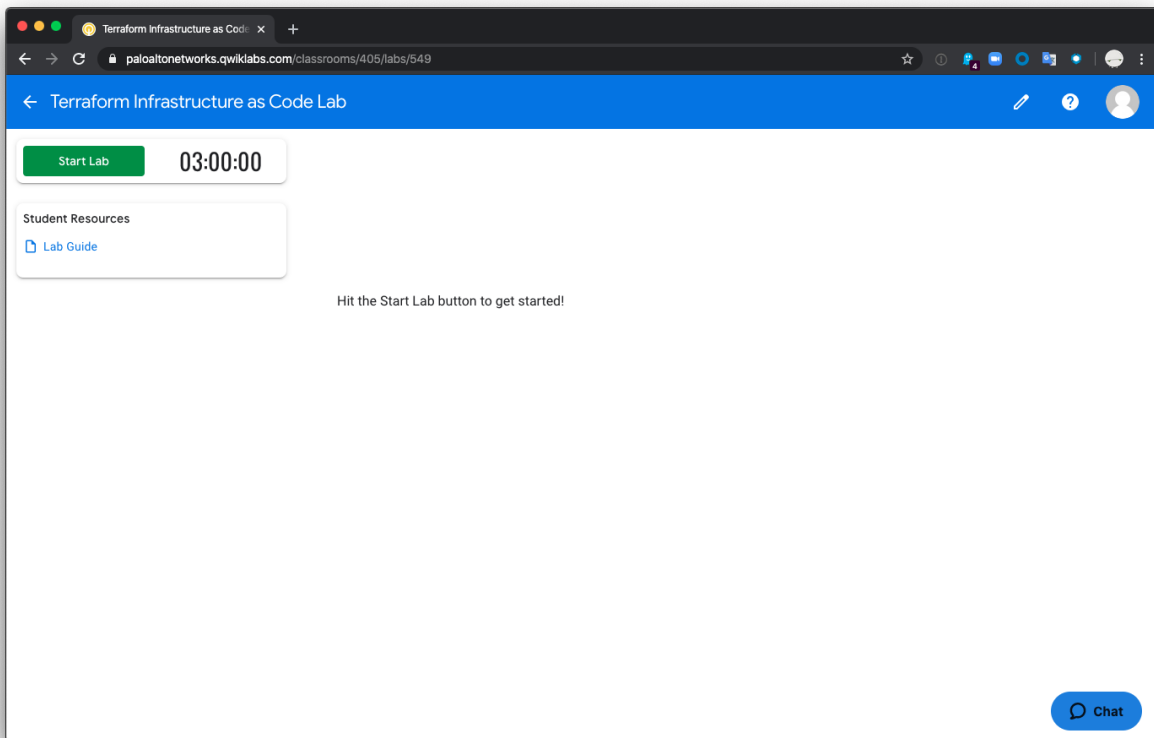 Terraform Infrastructure as Code
paloaltonetworks.qwiklabs.com/classrooms/405/labs/549
4
Terraform Infrastructure as Code Lab
Start Lab 03:00:00
Student Resources
Lab Guide
Hit the Start Lab button to get started!
Chat